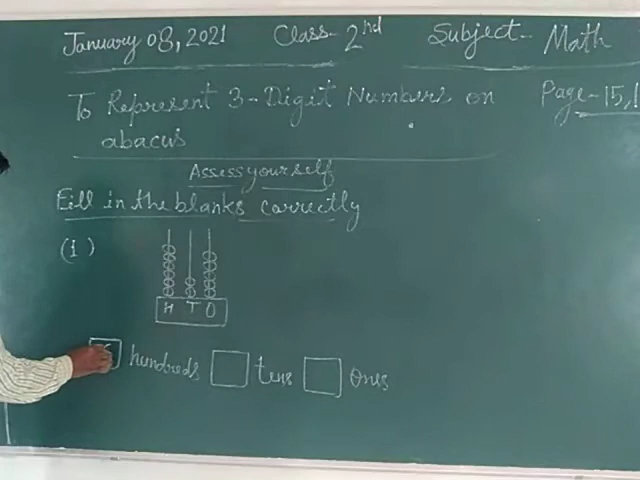 January 08, 2021 Class- 2nd Subject- Math
To Represent 3-Digit Numbers on Page-15,1
abacus
Assess yourself
Fill in the blanks correctly
(i)
H T O
hundreds tens ones